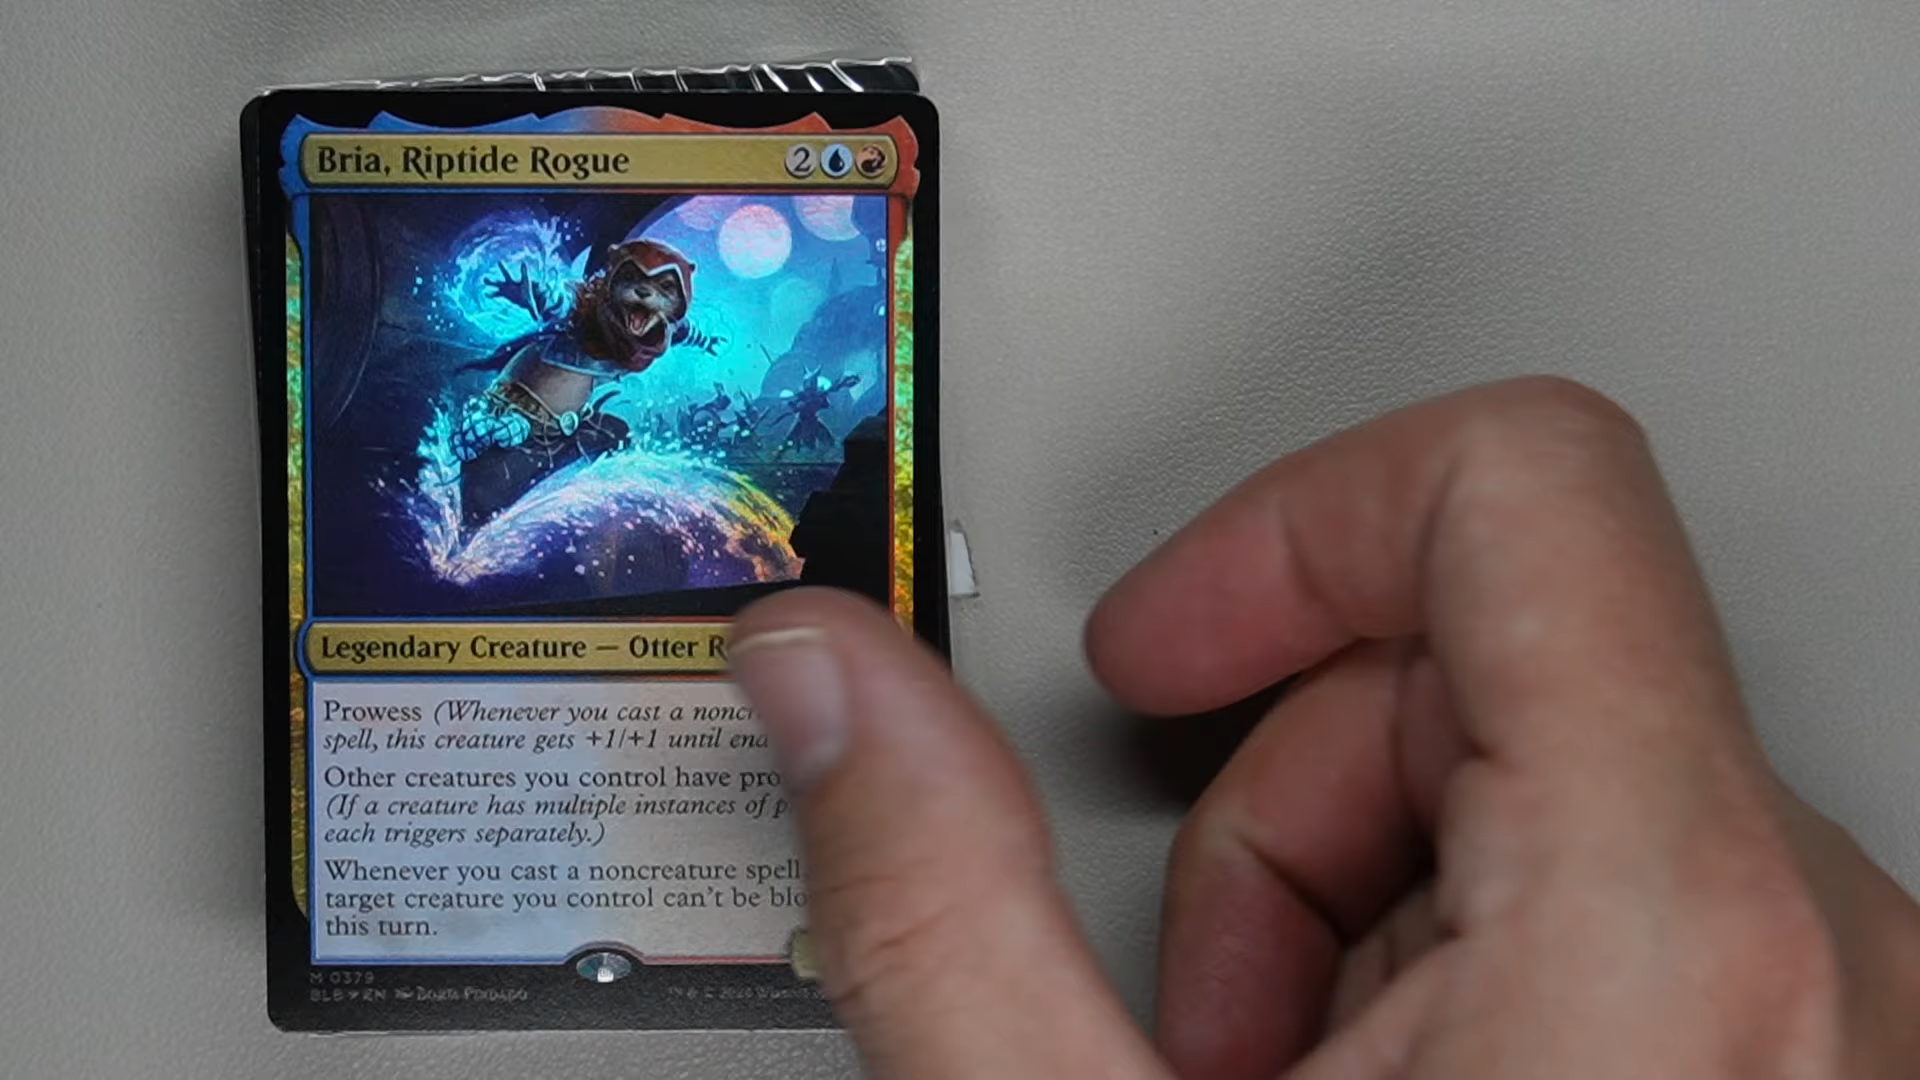 Bria, Riptide Rogue 2
Legendary Creature — Otter R
Prowess (Whenever you cast a noncr
spell, this creature gets +1/+1 until end
Other creatures you control have pro
(If a creature has multiple instances of p
each triggers separately.)
Whenever you cast a noncreature spell,
target creature you control can't be blo
this turn.
M 0379
BLB EN Borja Pindado